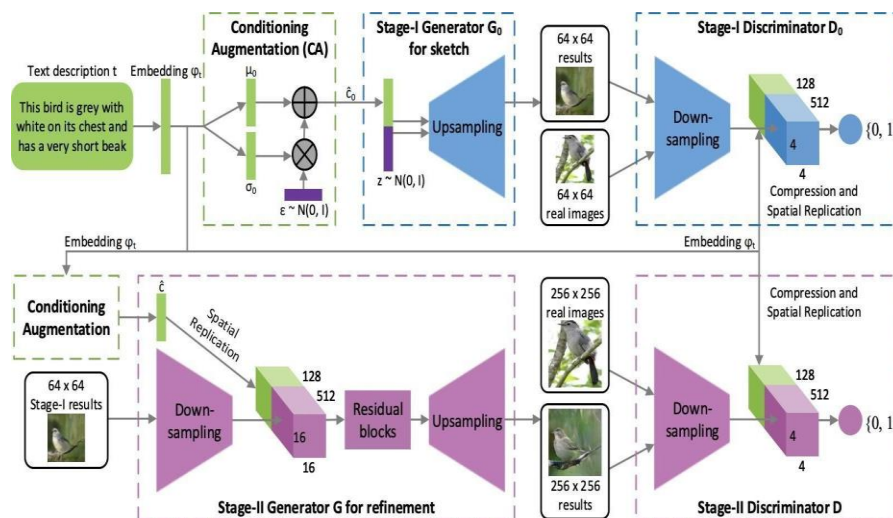 Conditioning
Augmentation (CA)
Stage-I Generator G₀
for sketch
Stage-I Discriminator D₀
Text description t
Embedding φₜ
This bird is grey with
white on its chest and
has a very short beak
μ₀
σ₀
ε ~ N(0, I)
ĉ₀
z ~ N(0, I)
Upsampling
64 x 64
results
64 x 64
real images
Down-
sampling
128
512
4
4
{0, 1
Compression and
Spatial Replication
Embedding φₜ
Embedding φₜ
Conditioning
Augmentation
ĉ
Spatial
Replication
64 x 64
Stage-I results
Down-
sampling
128
512
16
16
Residual
blocks
Upsampling
256 x 256
real images
256 x 256
results
Compression and
Spatial Replication
Down-
sampling
128
512
4
4
{0, 1
Stage-II Generator G for refinement
Stage-II Discriminator D